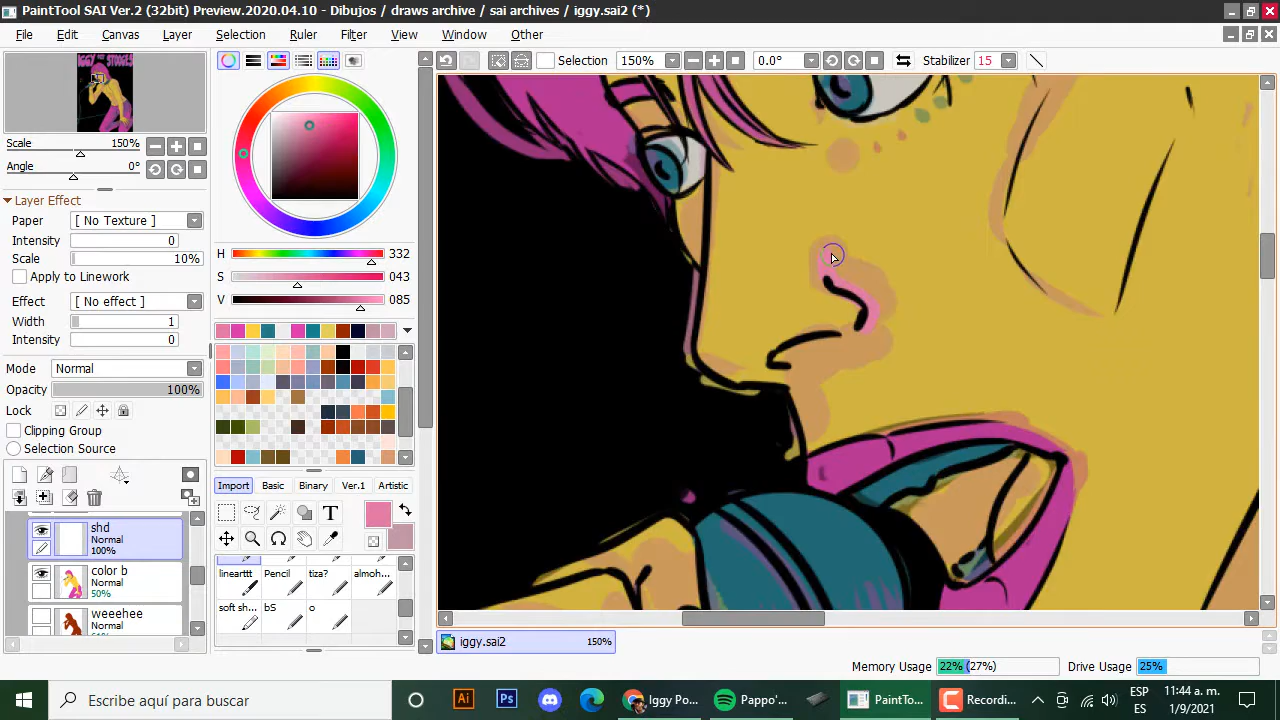 PaintTool SAI Ver.2 (32bit) Preview.2020.04.10 - Dibujos / draws archive / sai archives / iggy.sai2 (*)
File Edit Canvas Layer Selection Ruler Filter View Window Other
Selection 150% 0.0° Stabilizer 15
Scale 150%
Angle 0°
Layer Effect
Paper [ No Texture ]
Intensity 0
Scale 10%
Apply to Linework
Effect [ No effect ]
Width 1
Intensity 0
Mode Normal
Opacity 100%
Lock
Clipping Group
Selection Source
shd
Normal
100%
color b
Normal
50%
weeehee
Normal
H 332
S 043
V 085
Import Basic Binary Ver.1 Artistic
T
linearttt Pencil tiza? almoh...
soft sh... bS o
iggy.sai2 150%
Memory Usage 22% (27%) Drive Usage 25%
Escribe aquí para buscar
Ai Ps Iggy Po... Pappo'... PaintTo... Recordi...
ESP
ES
11:44 a. m.
1/9/2021